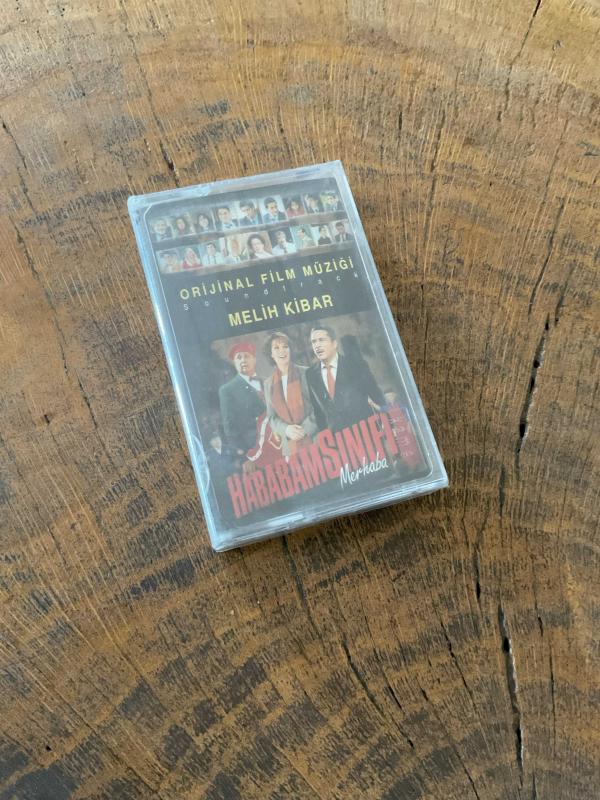 ORİJİNAL FİLM MÜZİĞİ
Soundtrack
MELİH KİBAR
HABABAMSINIFI
Merhaba